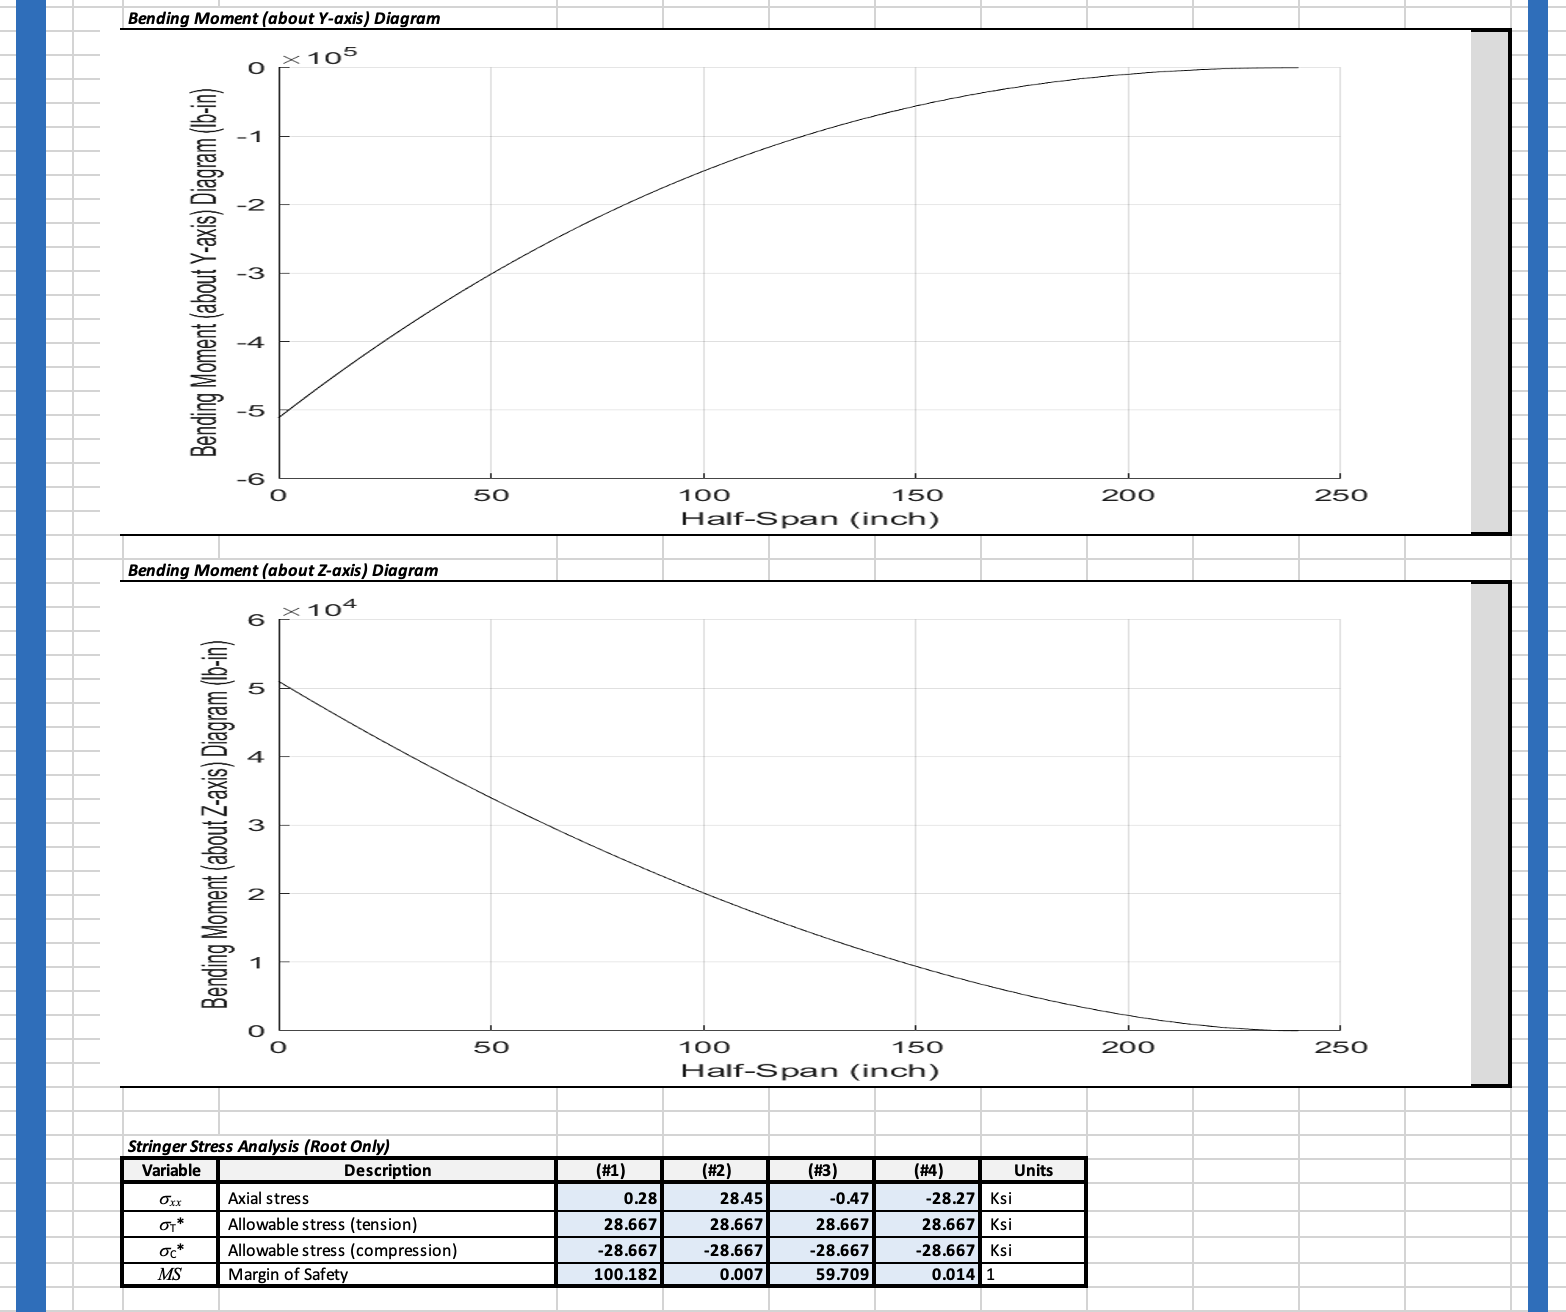 Bending Moment (about Y-axis) Diagram
× 10⁵
0
-1
-2
-3
-4
-5
-6
Bending Moment (about Y-axis) Diagram (lb-in)
0 50 100 150 200 250
Half-Span (inch)
Bending Moment (about Z-axis) Diagram
× 10⁴
6
5
4
3
2
1
0
Bending Moment (about Z-axis) Diagram (lb-in)
0 50 100 150 200 250
Half-Span (inch)
Stringer Stress Analysis (Root Only)
Variable Description (#1) (#2) (#3) (#4) Units
σxx Axial stress 0.28 28.45 -0.47 -28.27 Ksi
σT* Allowable stress (tension) 28.667 28.667 28.667 28.667 Ksi
σC* Allowable stress (compression) -28.667 -28.667 -28.667 -28.667 Ksi
MS Margin of Safety 100.182 0.007 59.709 0.014 1